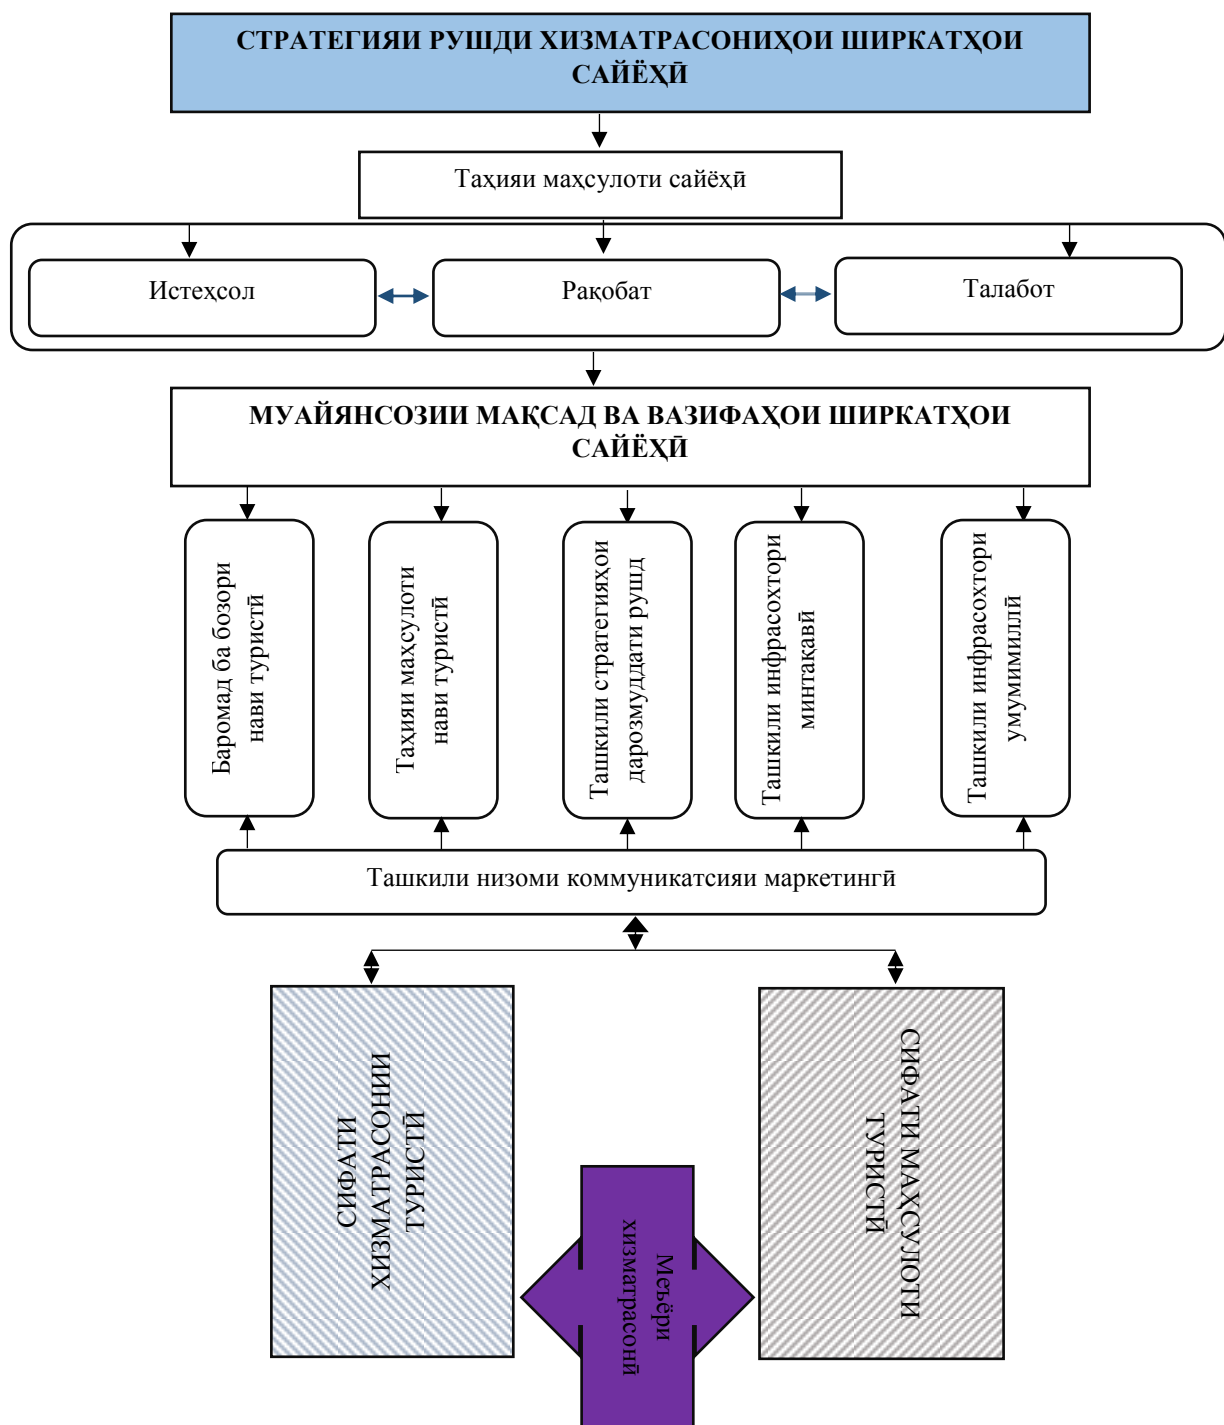 СТРАТЕГИЯИ РУШДИ ХИЗМАТРАСОНИҲОИ ШИРКАТҲОИ
САЙЁҲӢ
Таҳияи маҳсулоти сайёҳӣ
Истеҳсол
Рақобат
Талабот
МУАЙЯНСОЗИИ МАҚСАД ВА ВАЗИФАҲОИ ШИРКАТҲОИ
САЙЁҲӢ
Баромад ба бозори
нави туристӣ
Таҳияи маҳсулоти
нави туристӣ
Ташкили стратегияҳои
дарозмуддати рушд
Ташкили инфрасохтори
минтақавӣ
Ташкили инфрасохтори
умумимиллӣ
Ташкили низоми коммуникатсияи маркетингӣ
СИФАТИ
ХИЗМАТРАСОНИИ
ТУРИСТӢ
СИФАТИ МАҲСУЛОТИ
ТУРИСТӢ
Меъёри
хизматрасонӣ